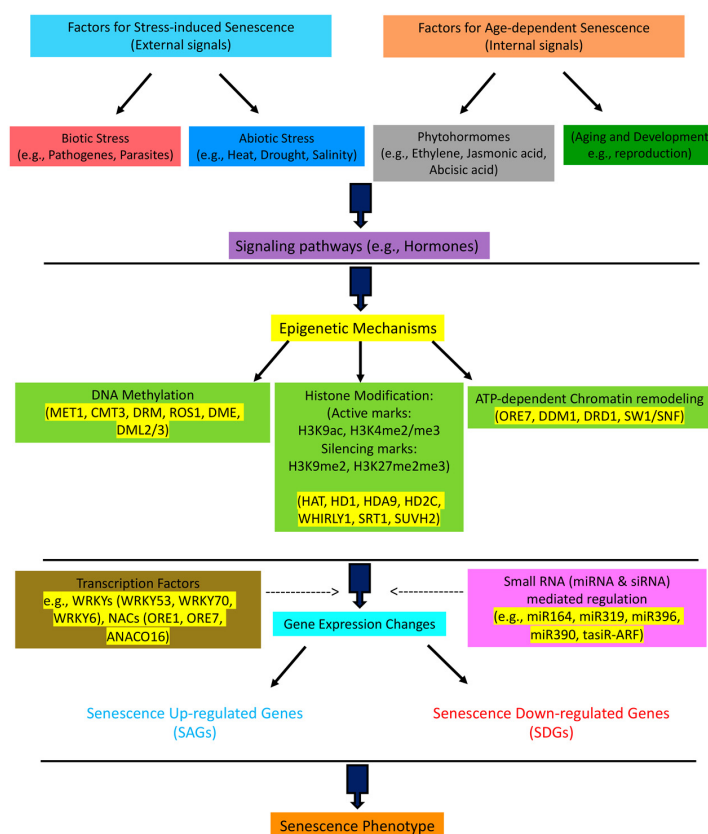 Factors for Stress-induced Senescence
(External signals)
Factors for Age-dependent Senescence
(Internal signals)
Biotic Stress
(e.g., Pathogenes, Parasites)
Abiotic Stress
(e.g., Heat, Drought, Salinity)
Phytohormomes
(e.g., Ethylene, Jasmonic acid,
Abcisic acid)
(Aging and Development
e.g., reproduction)
Signaling pathways (e.g., Hormones)
Epigenetic Mechanisms
DNA Methylation
(MET1, CMT3, DRM, ROS1, DME,
DML2/3)
Histone Modification:
(Active marks:
H3K9ac, H3K4me2/me3
Silencing marks:
H3K9me2, H3K27me2me3)
(HAT, HD1, HDA9, HD2C,
WHIRLY1, SRT1, SUVH2)
ATP-dependent Chromatin remodeling
(ORE7, DDM1, DRD1, SW1/SNF)
Transcription Factors
e.g., WRKYs (WRKY53, WRKY70,
WRKY6), NACs (ORE1, ORE7,
ANACO16)
Small RNA (miRNA & siRNA)
mediated regulation
(e.g., miR164, miR319, miR396,
miR390, tasiR-ARF)
Gene Expression Changes
Senescence Up-regulated Genes
(SAGs)
Senescence Down-regulated Genes
(SDGs)
Senescence Phenotype